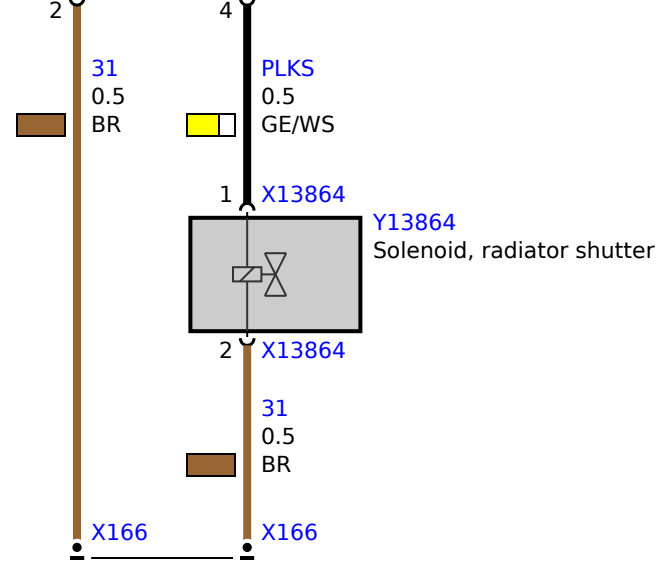 2
4
31
0.5
BR
PLKS
0.5
GE/WS
1
X13864
Y13864
Solenoid, radiator shutter
2
X13864
31
0.5
BR
X166
X166